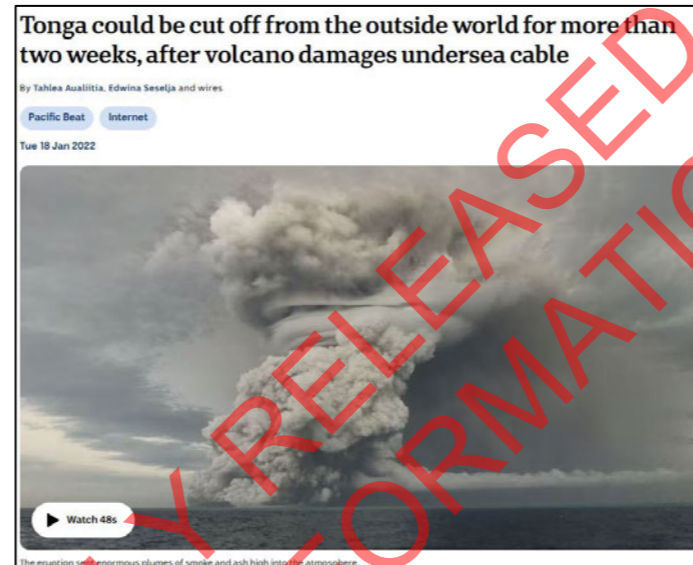 Tonga could be cut off from the outside world for more than
two weeks, after volcano damages undersea cable
By Tahlea Aualiitia, Edwina Seselja and wires
Pacific Beat Internet
Tue 18 Jan 2022
RELEASED
Watch 48s
The eruption sent enormous plumes of smoke and ash high into the atmosphere